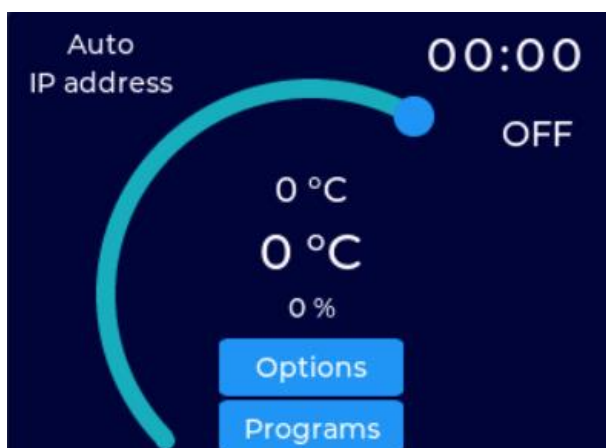 Auto
IP address
00:00
OFF
0 °C
0 °C
0 %
Options
Programs